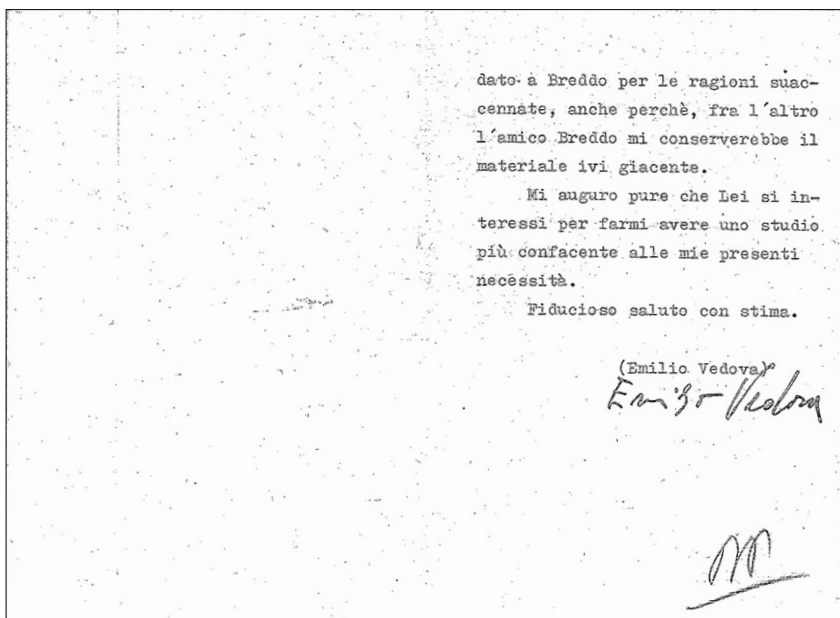 dato a Breddo per le ragioni suac-
cennate, anche perchè, fra l'altro
l'amico Breddo mi conserverebbe il
materiale ivi giacente.
Mi auguro pure che Lei si in-
teressi per farmi avere uno studio
più confacente alle mie presenti
necessità.
Fiducioso saluto con stima.
(Emilio Vedova)
Emilio Vedova